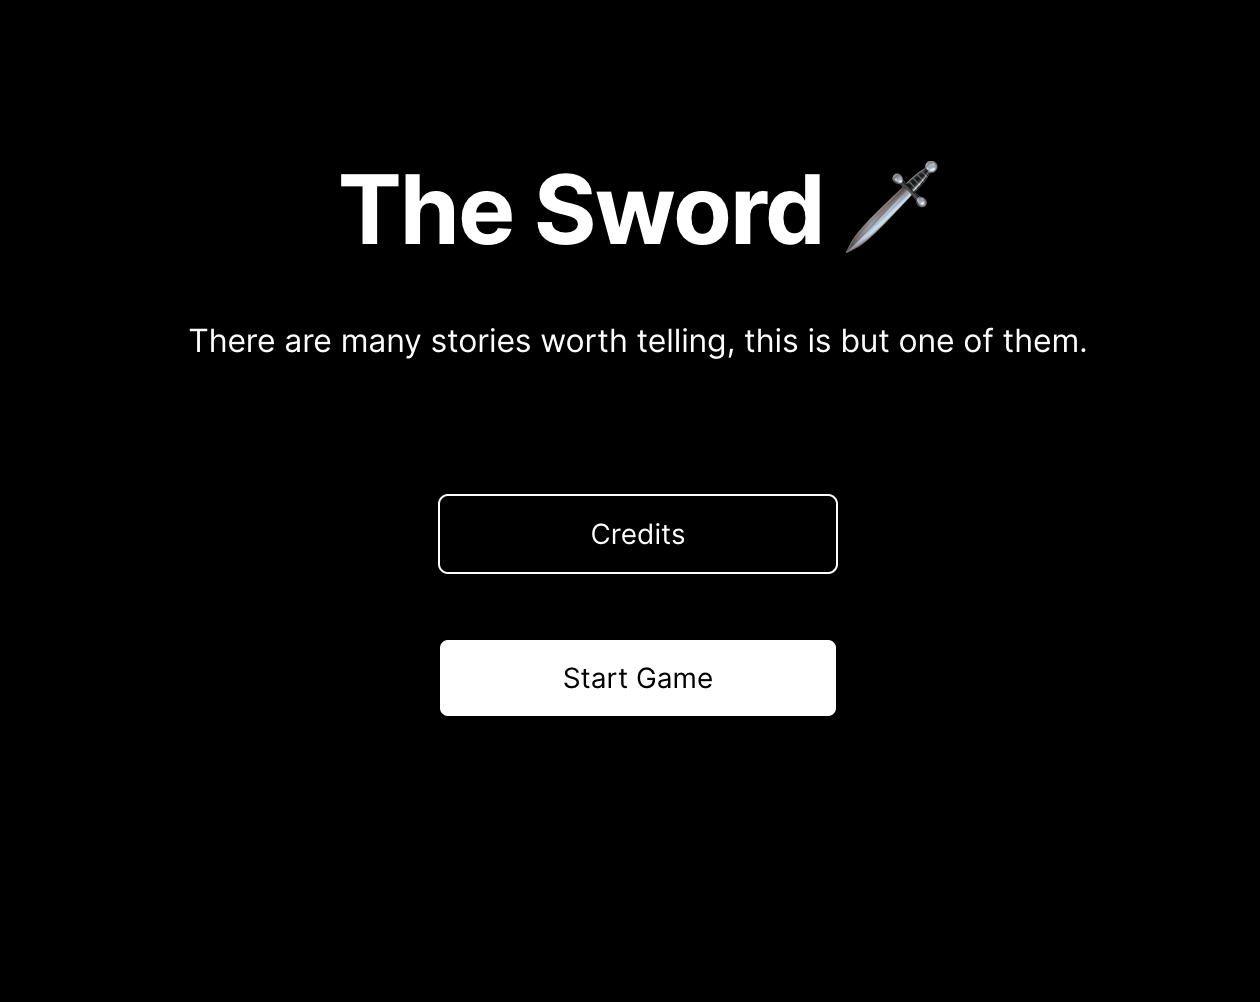 The Sword
There are many stories worth telling, this is but one of them.
Credits
Start Game